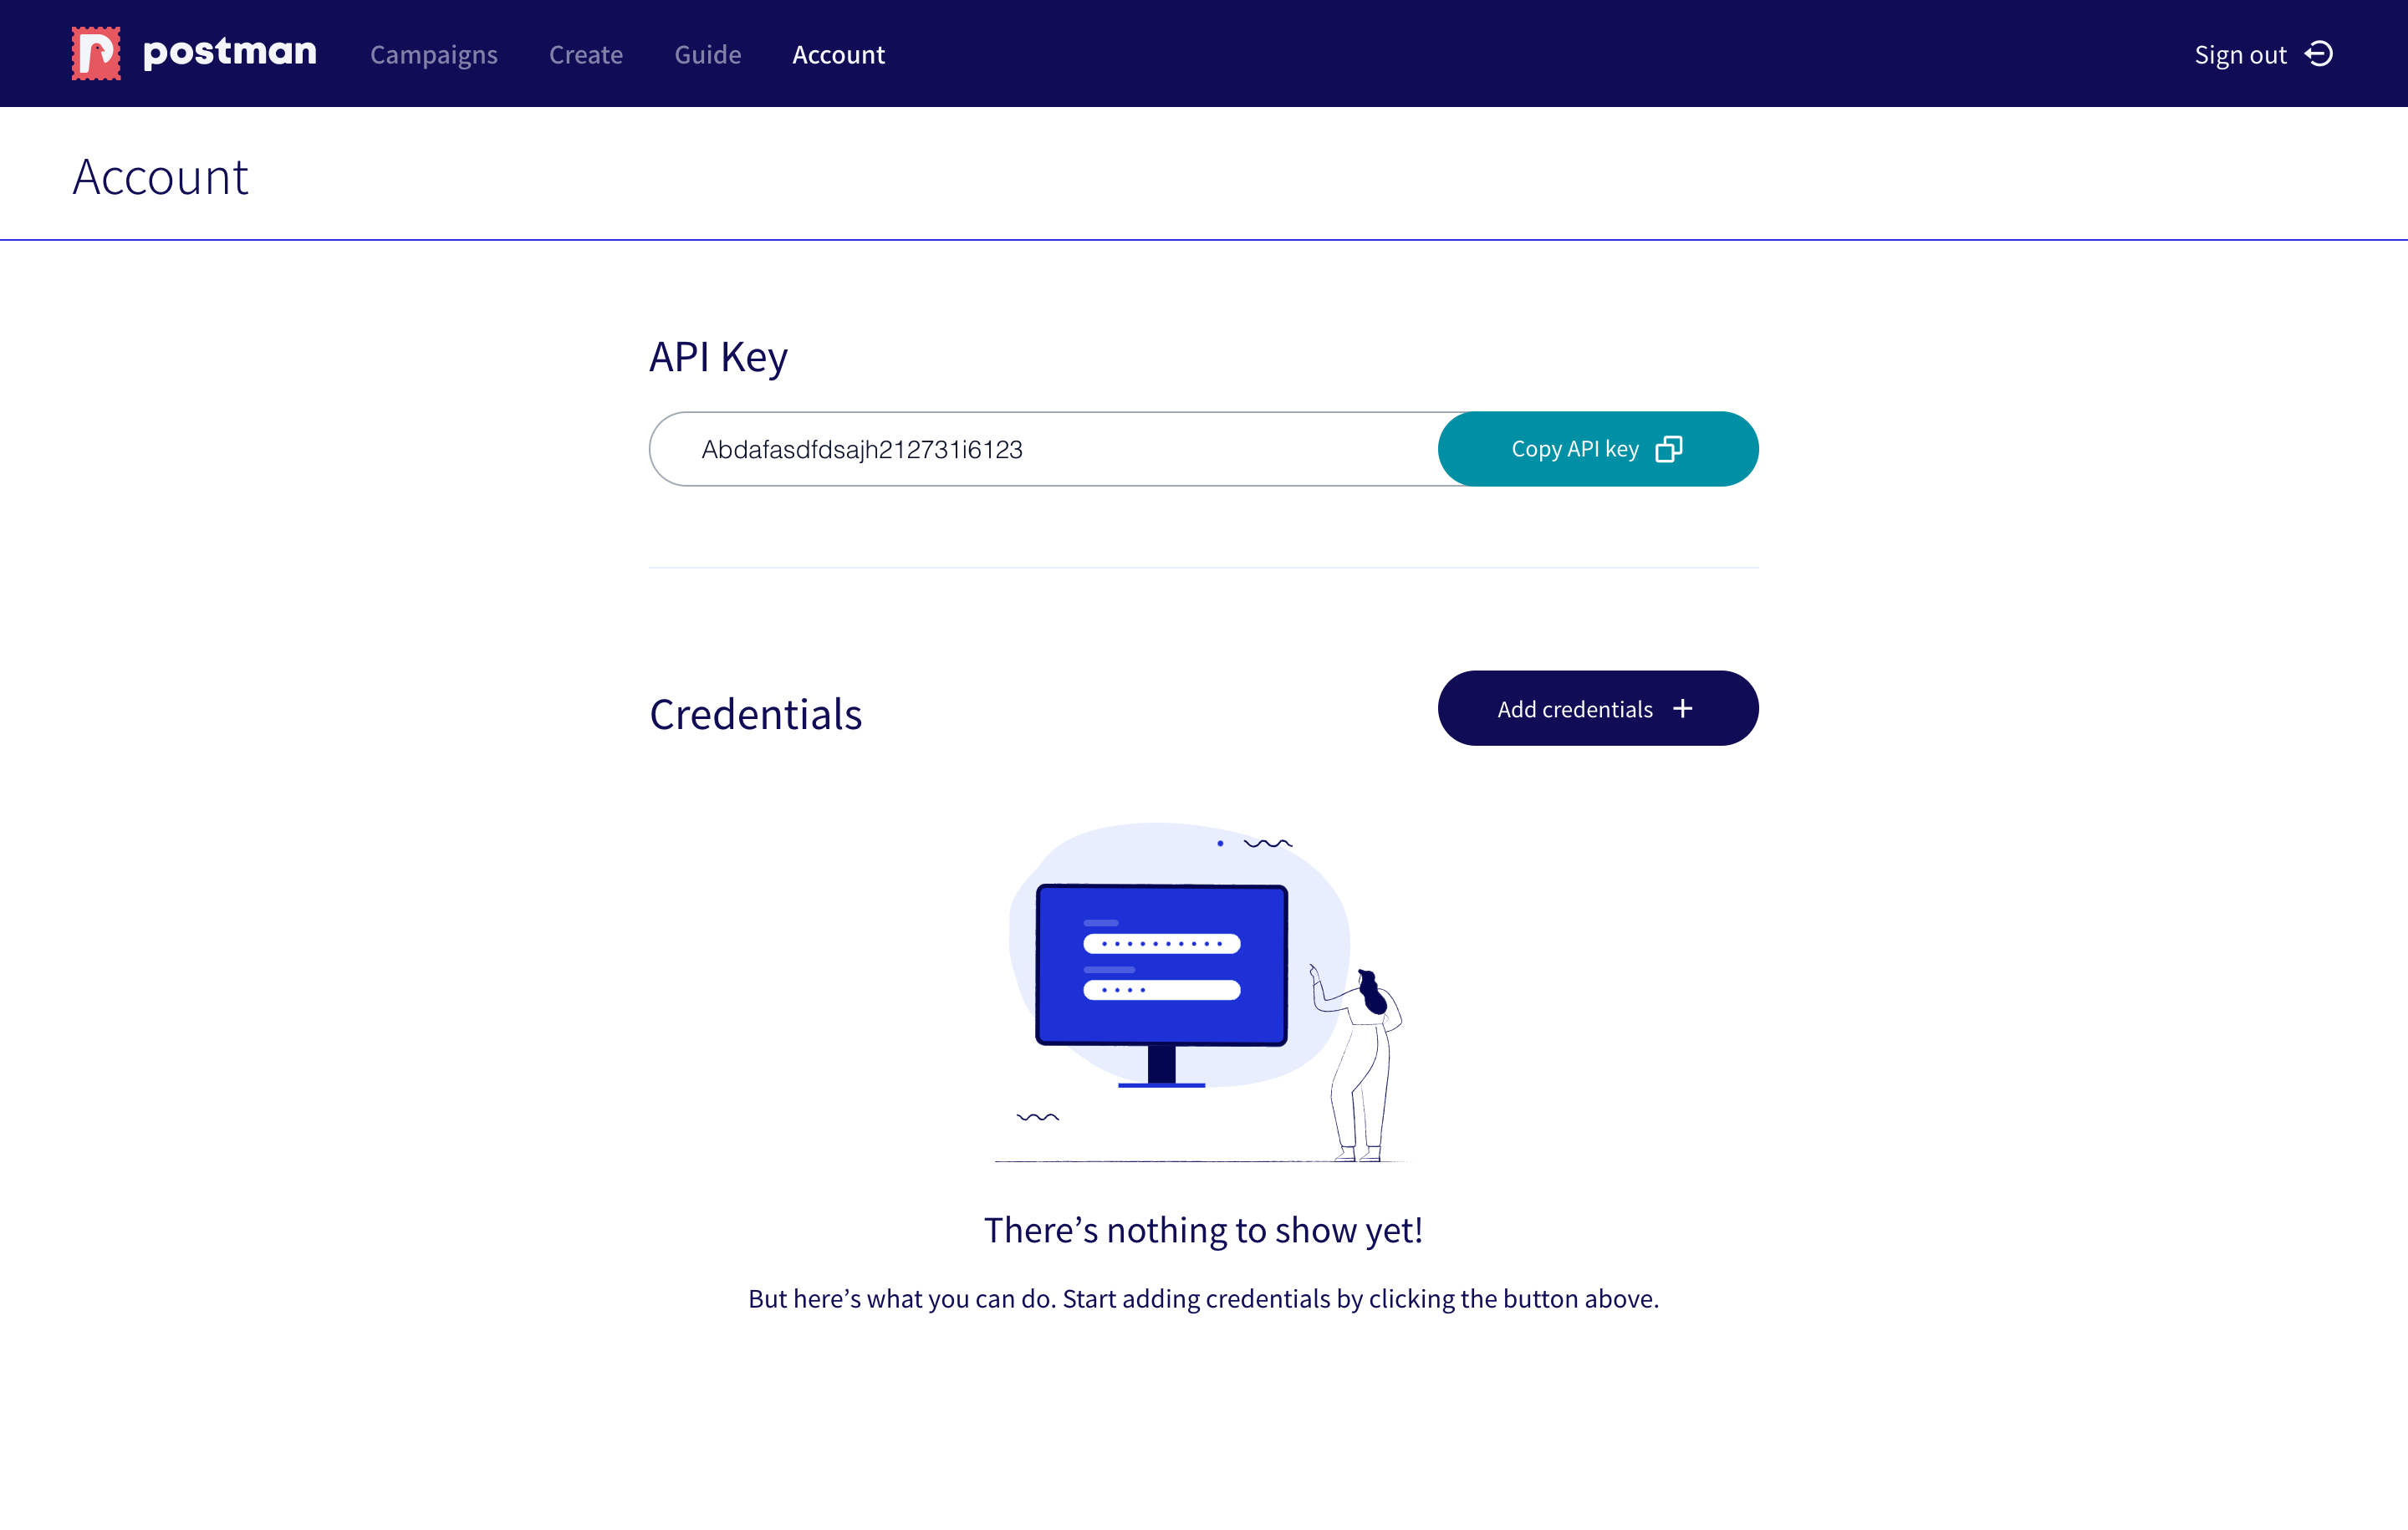 postman Campaigns Create Guide Account Sign out
Account
API Key
Abdafasdfdsajh212731i6123 Copy API key
Credentials Add credentials
There’s nothing to show yet!
But here’s what you can do. Start adding credentials by clicking the button above.